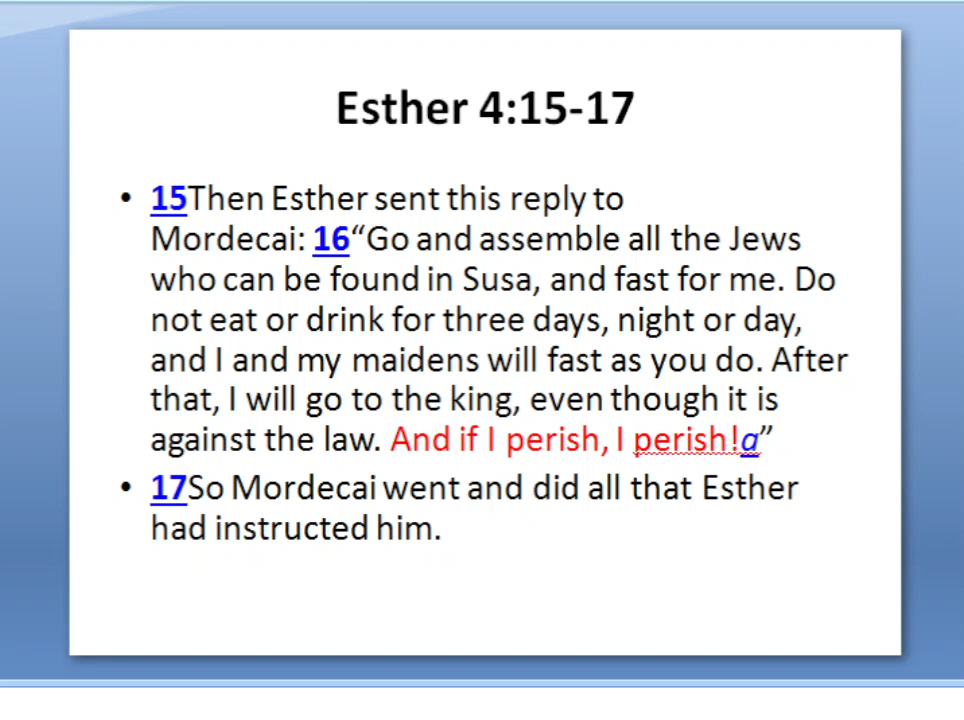 Esther 4:15-17
• 15Then Esther sent this reply to
Mordecai: 16“Go and assemble all the Jews
who can be found in Susa, and fast for me. Do
not eat or drink for three days, night or day,
and I and my maidens will fast as you do. After
that, I will go to the king, even though it is
against the law. And if I perish, I perish!a”
• 17So Mordecai went and did all that Esther
had instructed him.